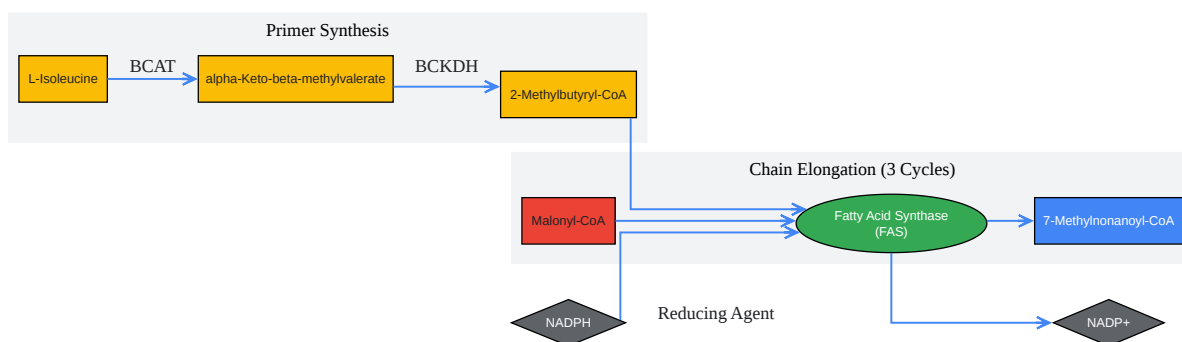 Primer Synthesis
L-Isoleucine
BCAT
alpha-Keto-beta-methylvalerate
BCKDH
2-Methylbutyryl-CoA
Chain Elongation (3 Cycles)
Malonyl-CoA
Fatty Acid Synthase
(FAS)
7-Methylnonanoyl-CoA
NADPH
Reducing Agent
NADP+